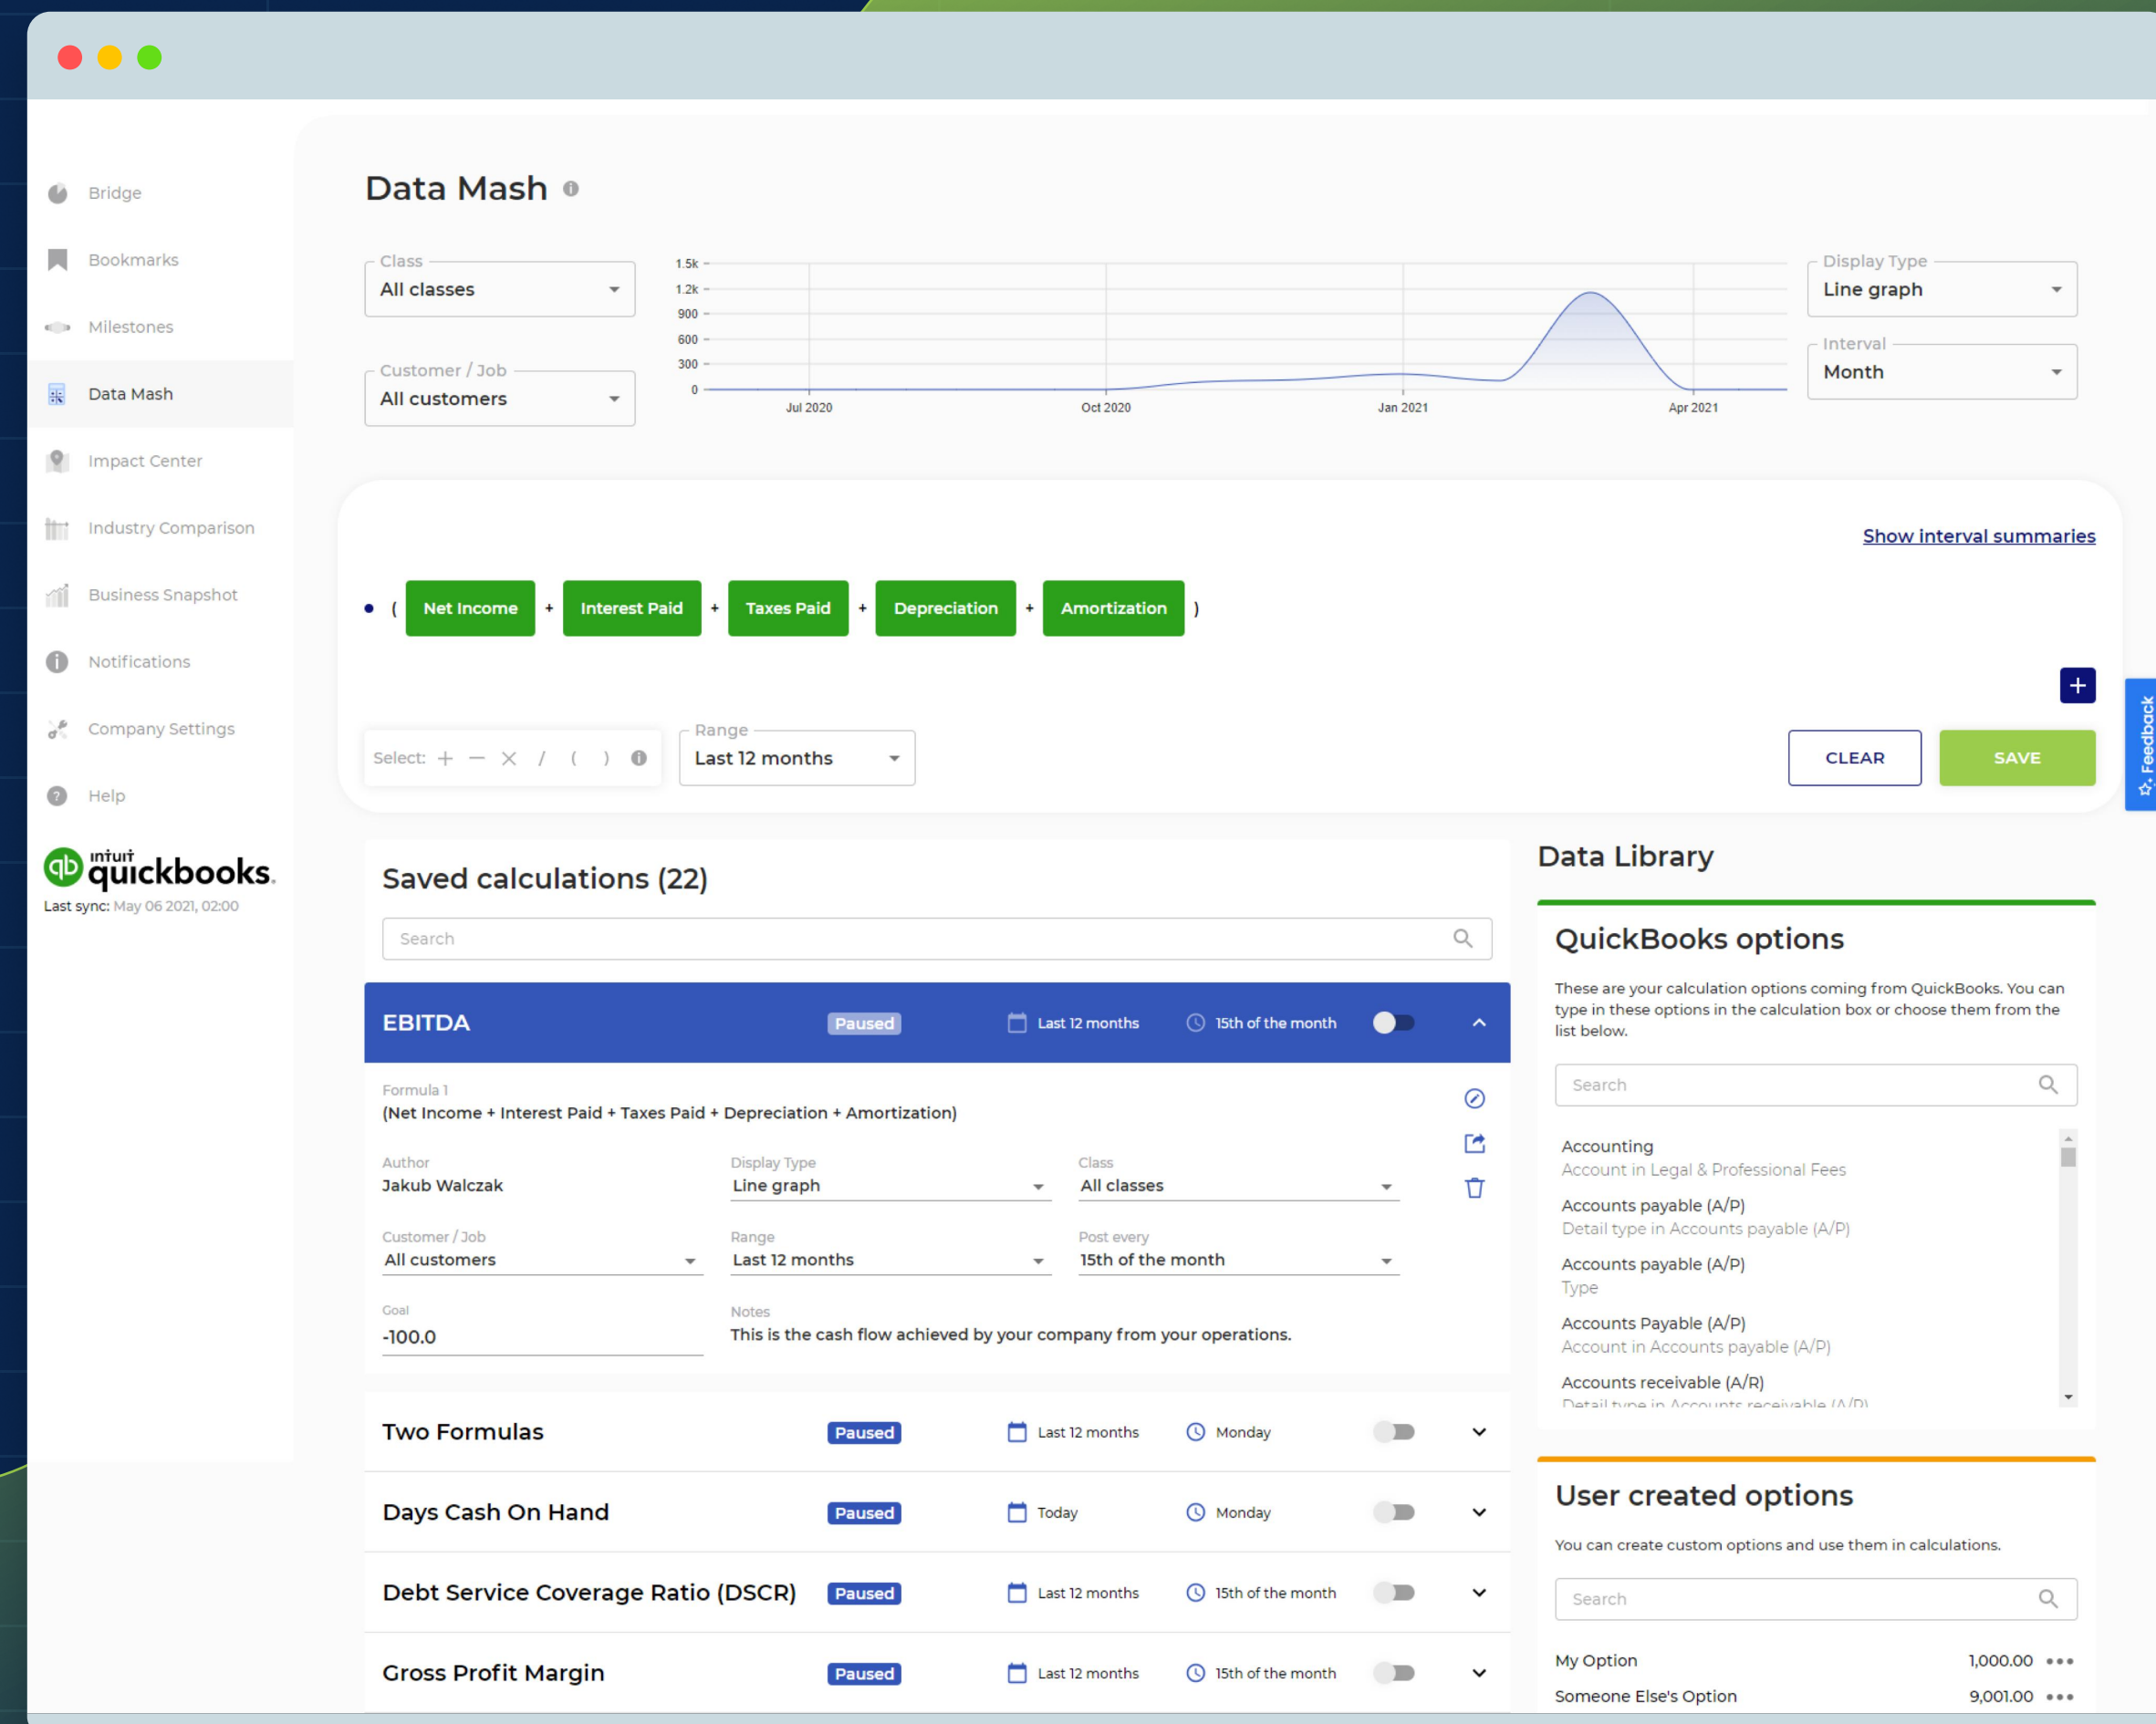 Bridge
Bookmarks
Milestones
Data Mash
Impact Center
Industry Comparison
Business Snapshot
Notifications
Company Settings
Help
intuit
quickbooks.
Last sync: May 06 2021, 02:00
Data Mash
Class
All classes
Customer / Job
All customers
1.5k
1.2k
900
600
300
0
Jul 2020 Oct 2020 Jan 2021 Apr 2021
Display Type
Line graph
Interval
Month
Show interval summaries
( Net Income + Interest Paid + Taxes Paid + Depreciation + Amortization )
+
Select: + − × / ( )
Range
Last 12 months
CLEAR SAVE
Feedback
Saved calculations (22)
Search
EBITDA Paused Last 12 months 15th of the month
Formula 1
(Net Income + Interest Paid + Taxes Paid + Depreciation + Amortization)
Author Display Type Class
Jakub Walczak Line graph All classes
Customer / Job Range Post every
All customers Last 12 months 15th of the month
Goal Notes
-100.0 This is the cash flow achieved by your company from your operations.
Two Formulas Paused Last 12 months Monday
Days Cash On Hand Paused Today Monday
Debt Service Coverage Ratio (DSCR) Paused Last 12 months 15th of the month
Gross Profit Margin Paused Last 12 months 15th of the month
Data Library
QuickBooks options
These are your calculation options coming from QuickBooks. You can
type in these options in the calculation box or choose them from the
list below.
Search
Accounting
Account in Legal & Professional Fees
Accounts payable (A/P)
Detail type in Accounts payable (A/P)
Accounts payable (A/P)
Type
Accounts Payable (A/P)
Account in Accounts payable (A/P)
Accounts receivable (A/R)
Detail type in Accounts receivable (A/R)
User created options
You can create custom options and use them in calculations.
Search
My Option 1,000.00
Someone Else's Option 9,001.00